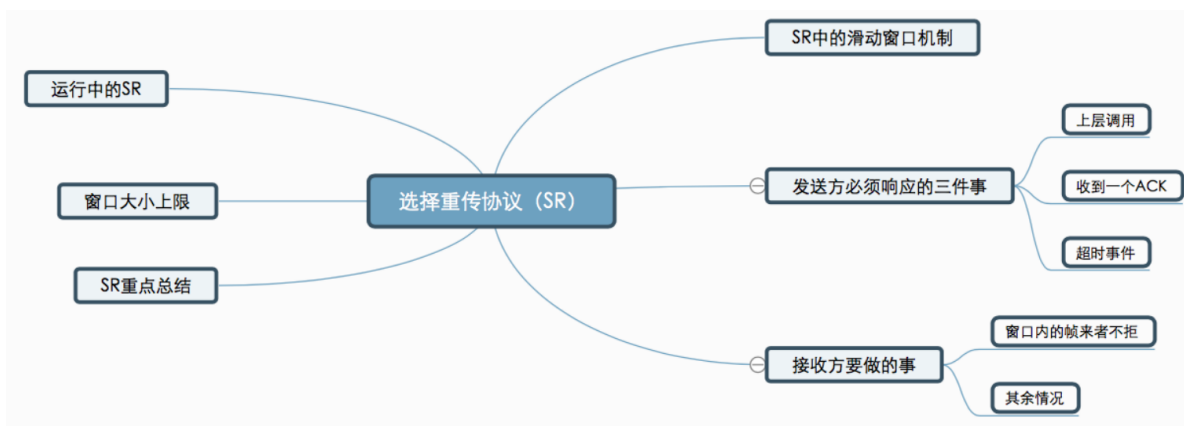 SR中的滑动窗口机制
运行中的SR
上层调用
发送方必须响应的三件事
收到一个ACK
窗口大小上限
选择重传协议（SR）
超时事件
SR重点总结
窗口内的帧来者不拒
接收方要做的事
其余情况